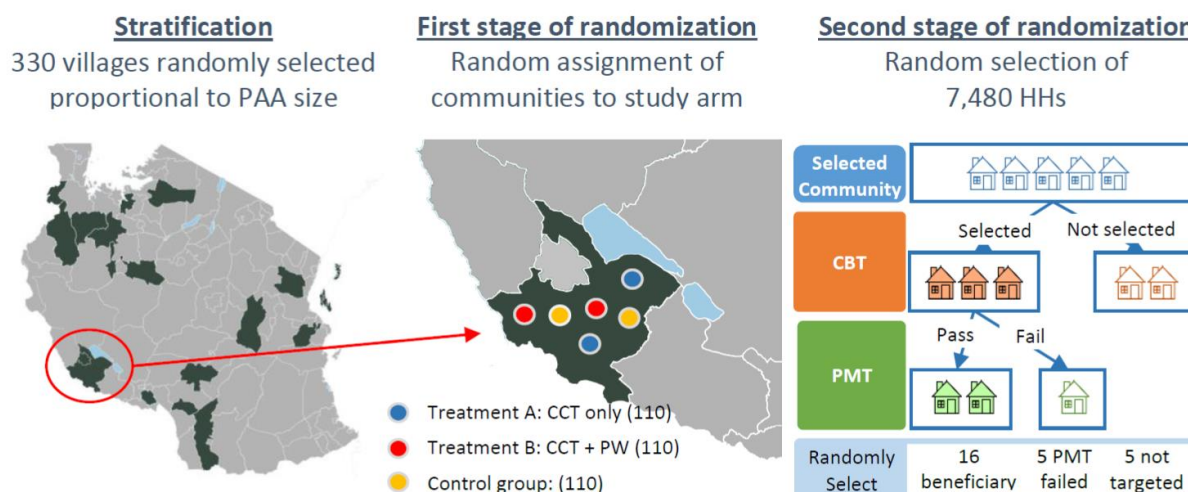 Stratification
330 villages randomly selected
proportional to PAA size
First stage of randomization
Random assignment of
communities to study arm
Treatment A: CCT only (110)
Treatment B: CCT + PW (110)
Control group: (110)
Second stage of randomization
Random selection of
7,480 HHs
Selected
Community
Selected
Not selected
CBT
Pass
Fail
PMT
Randomly
Select
16
beneficiary
5 PMT
failed
5 not
targeted